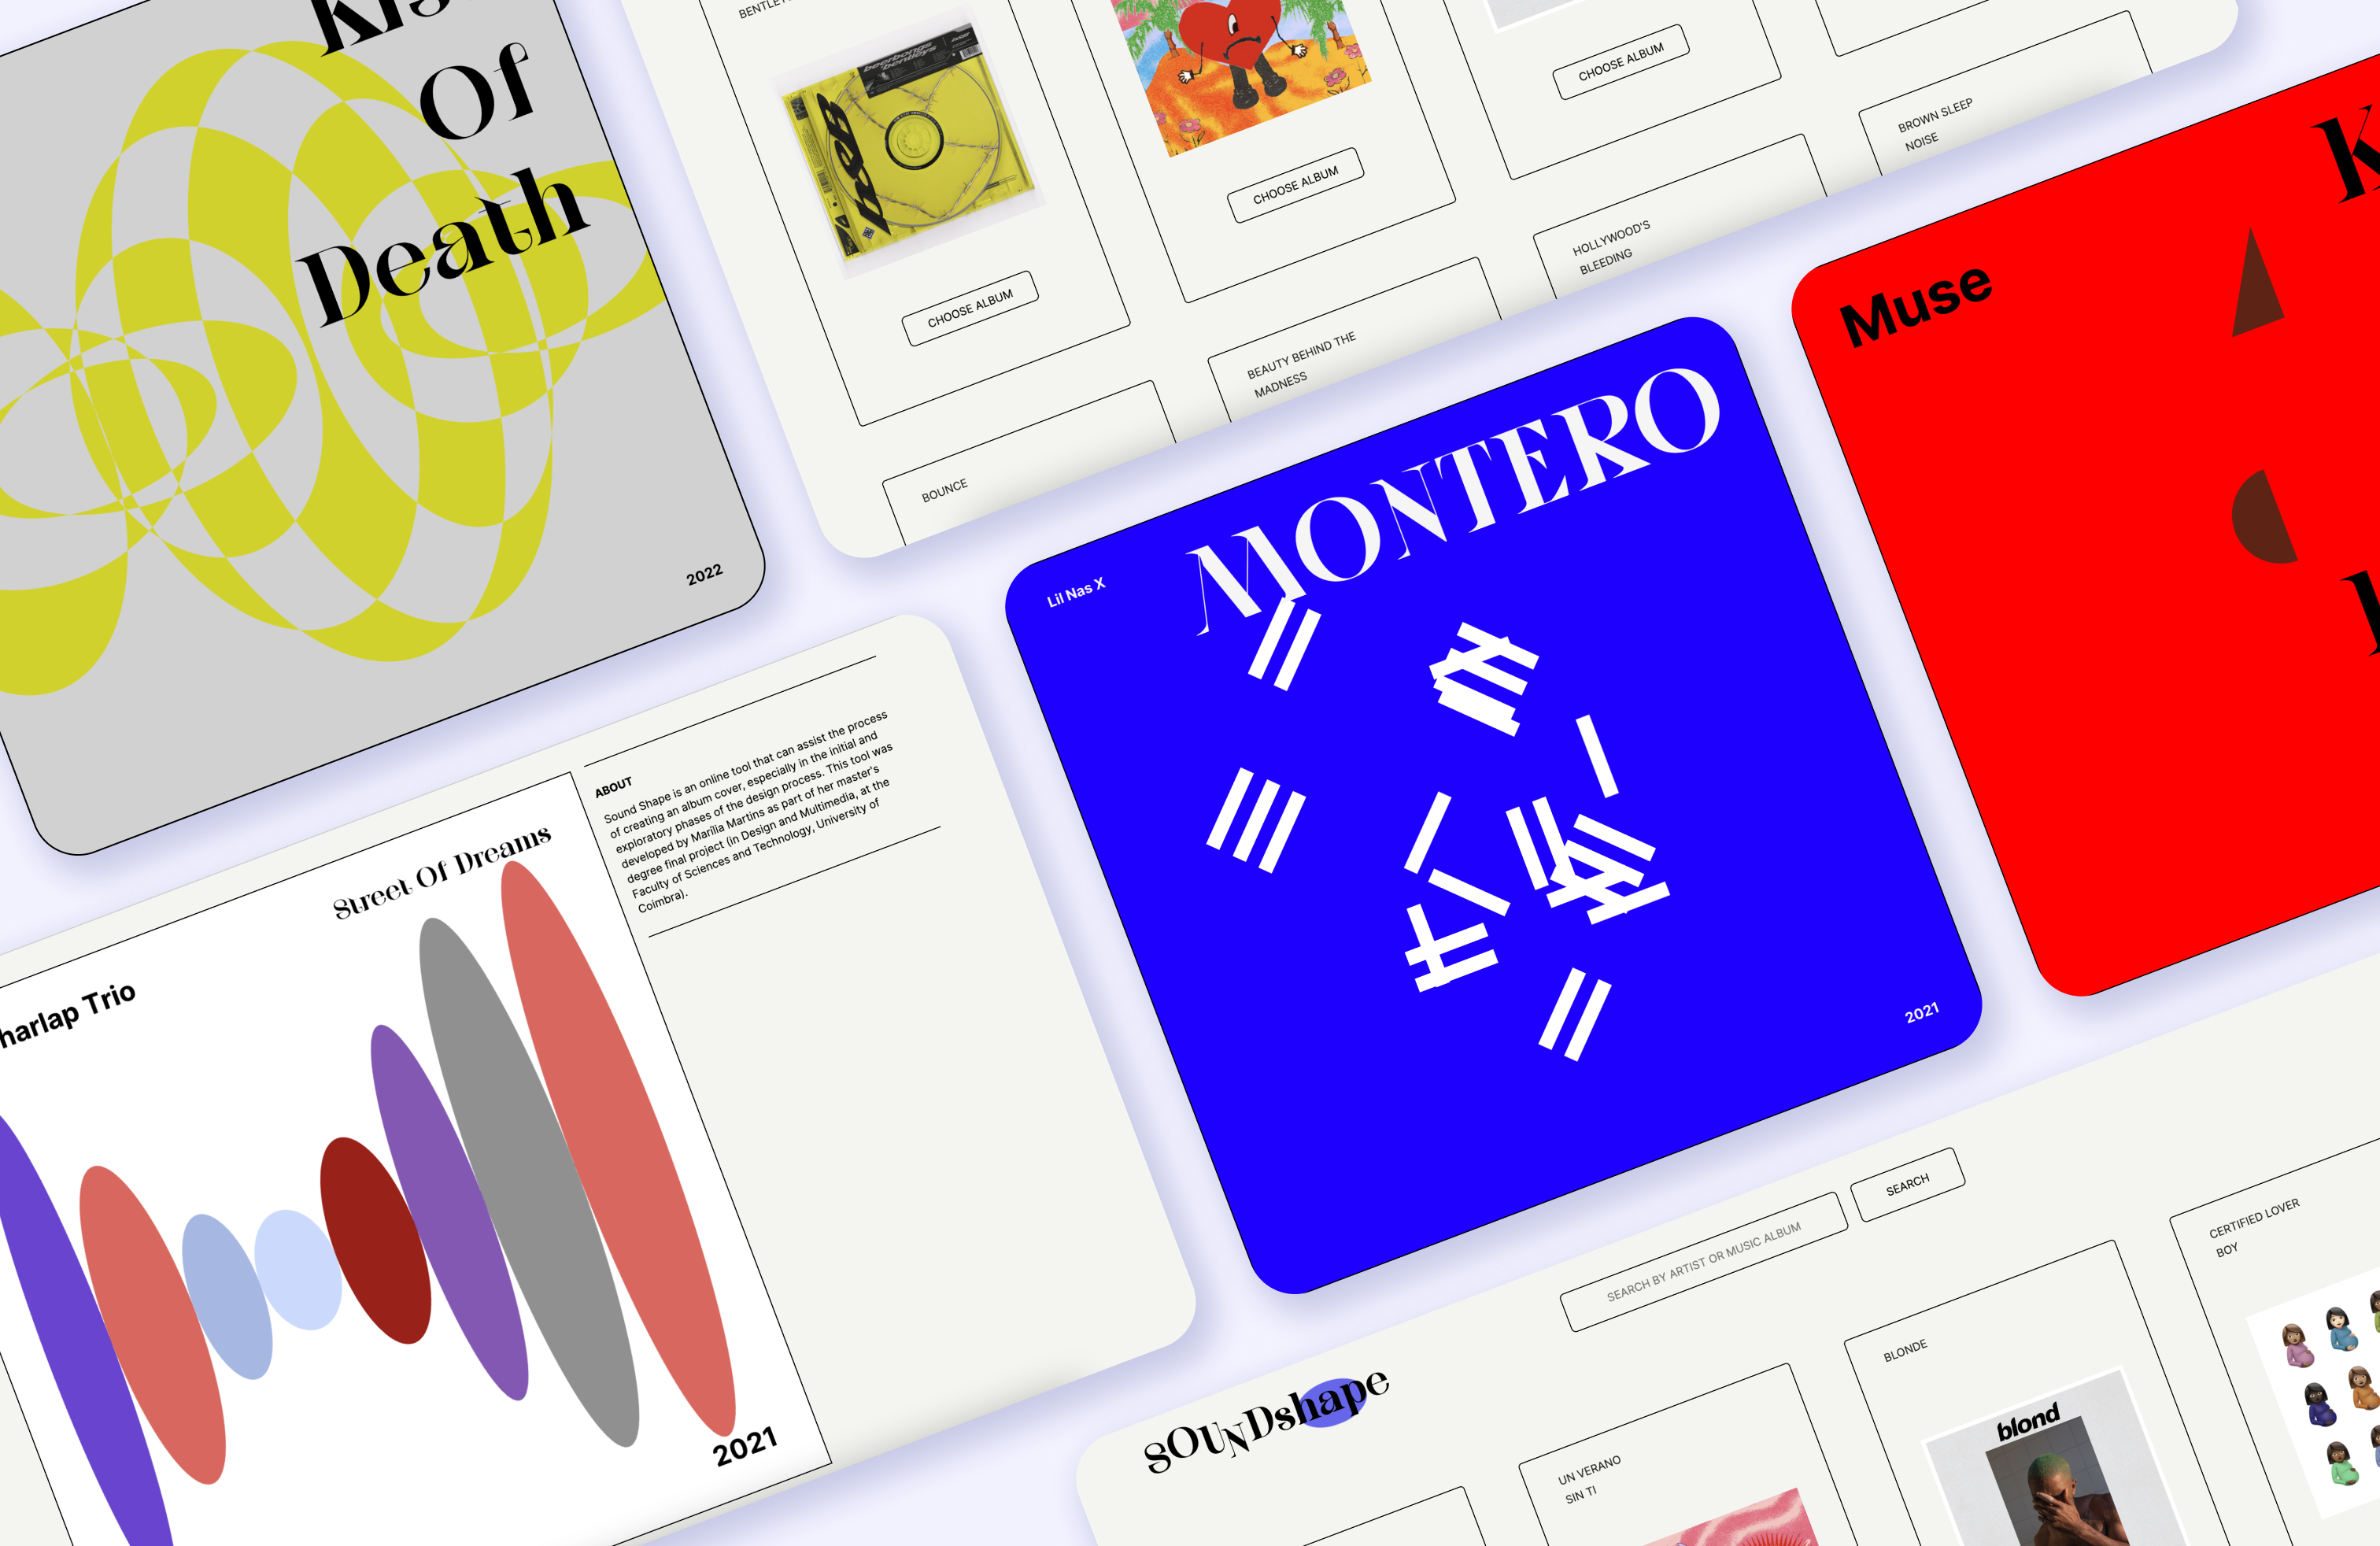 Of
Death
2022
CHOOSE ALBUM
CHOOSE ALBUM
CHOOSE ALBUM
beerbongs
bentleys
BOUNCE
BEAUTY BEHIND THE
MADNESS
HOLLYWOOD'S
BLEEDING
BROWN SLEEP
NOISE
Muse
Lil Nas X
MONTERO
2021
ABOUT
Sound Shape is an online tool that can assist the process
of creating an album cover, especially in the initial and
exploratory phases of the design process. This tool was
developed by Marília Martins as part of her master's
degree final project (in Design and Multimedia, at the
Faculty of Sciences and Technology, University of
Coimbra).
harlap Trio
Street Of Dreams
2021
SEARCH BY ARTIST OR MUSIC ALBUM
SEARCH
SOUNDshape
UN VERANO
SIN TI
BLONDE
blond
CERTIFIED LOVER
BOY